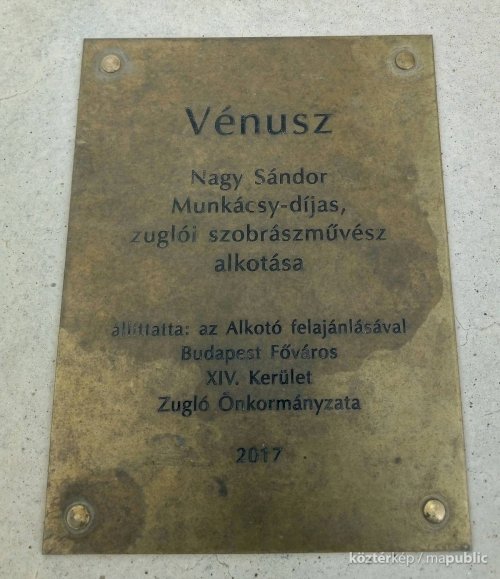 Vénusz
Nagy Sándor
Munkácsy-díjas,
zuglói szobrászművész
alkotása
állíttatta: az Alkotó felajánlásával
Budapest Főváros
XIV. Kerület
Zugló Önkormányzata
2017
köztérkép / mapublic